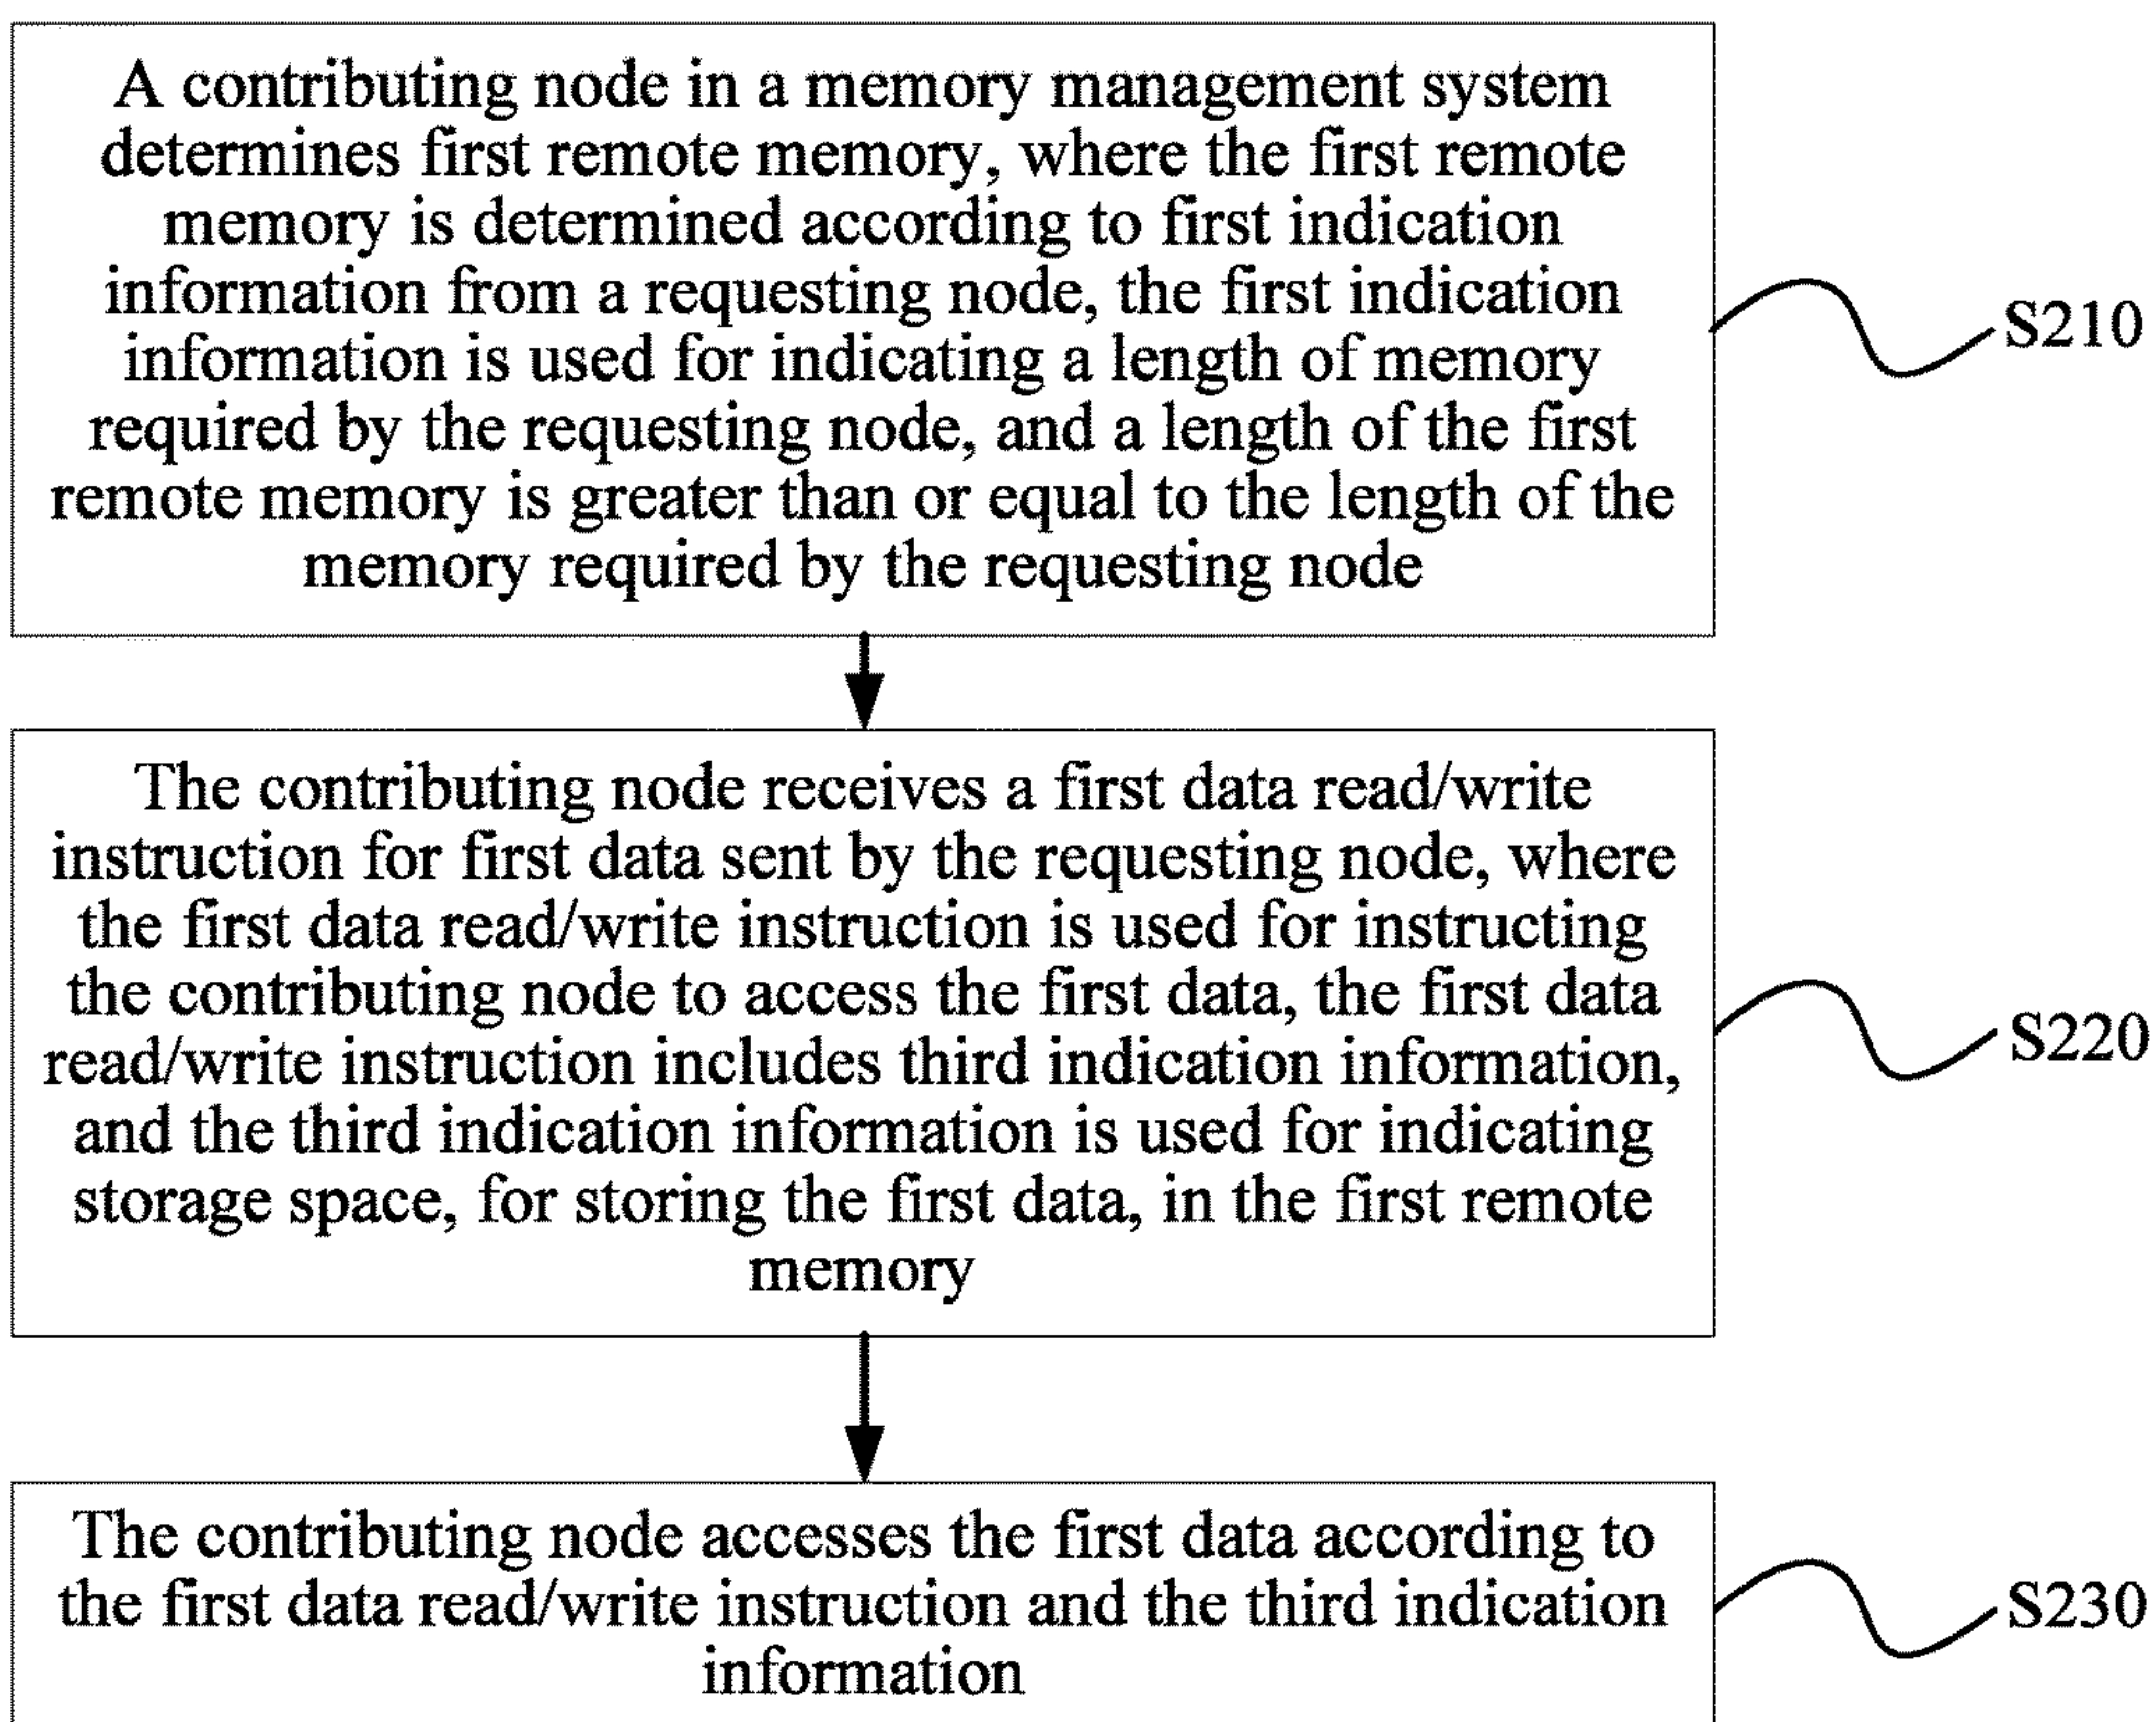 A contributing node in a memory management system
determines first remote memory, where the first remote
memory is determined according to first indication
information from a requesting node, the first indication
information is used for indicating a length of memory
required by the requesting node, and a length of the first
remote memory is greater than or equal to the length of the
memory required by the requesting node
S210
The contributing node receives a first data read/write
instruction for first data sent by the requesting node, where
the first data read/write instruction is used for instructing
the contributing node to access the first data, the first data
read/write instruction includes third indication information,
and the third indication information is used for indicating
storage space, for storing the first data, in the first remote
memory
S220
The contributing node accesses the first data according to
the first data read/write instruction and the third indication
information
S230